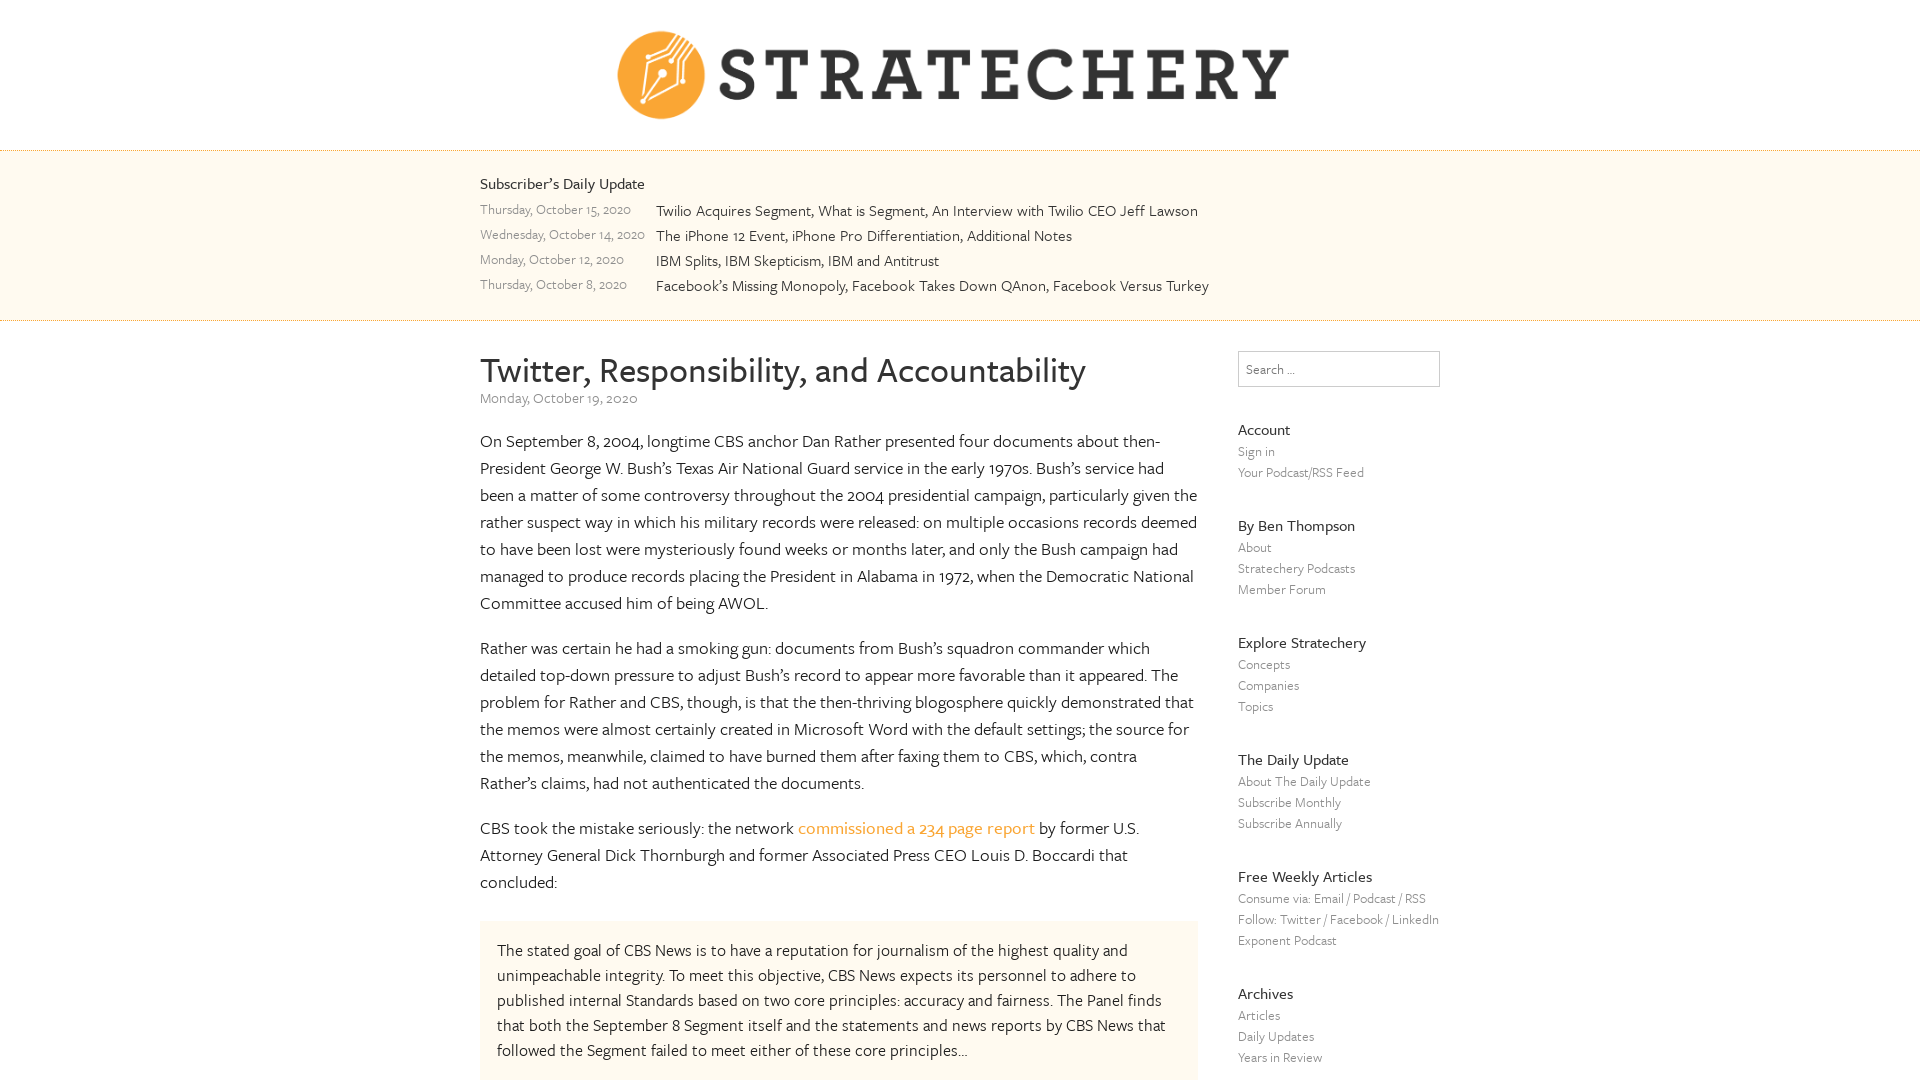 STRATECHERY
Subscriber’s Daily Update
Thursday, October 15, 2020 Twilio Acquires Segment, What is Segment, An Interview with Twilio CEO Jeff Lawson
Wednesday, October 14, 2020 The iPhone 12 Event, iPhone Pro Differentiation, Additional Notes
Monday, October 12, 2020 IBM Splits, IBM Skepticism, IBM and Antitrust
Thursday, October 8, 2020 Facebook’s Missing Monopoly, Facebook Takes Down QAnon, Facebook Versus Turkey
Twitter, Responsibility, and Accountability
Monday, October 19, 2020
On September 8, 2004, longtime CBS anchor Dan Rather presented four documents about then-
President George W. Bush’s Texas Air National Guard service in the early 1970s. Bush’s service had
been a matter of some controversy throughout the 2004 presidential campaign, particularly given the
rather suspect way in which his military records were released: on multiple occasions records deemed
to have been lost were mysteriously found weeks or months later, and only the Bush campaign had
managed to produce records placing the President in Alabama in 1972, when the Democratic National
Committee accused him of being AWOL.
Rather was certain he had a smoking gun: documents from Bush’s squadron commander which
detailed top-down pressure to adjust Bush’s record to appear more favorable than it appeared. The
problem for Rather and CBS, though, is that the then-thriving blogosphere quickly demonstrated that
the memos were almost certainly created in Microsoft Word with the default settings; the source for
the memos, meanwhile, claimed to have burned them after faxing them to CBS, which, contra
Rather’s claims, had not authenticated the documents.
CBS took the mistake seriously: the network commissioned a 234 page report by former U.S.
Attorney General Dick Thornburgh and former Associated Press CEO Louis D. Boccardi that
concluded:
The stated goal of CBS News is to have a reputation for journalism of the highest quality and
unimpeachable integrity. To meet this objective, CBS News expects its personnel to adhere to
published internal Standards based on two core principles: accuracy and fairness. The Panel finds
that both the September 8 Segment itself and the statements and news reports by CBS News that
followed the Segment failed to meet either of these core principles…
Search …
Account
Sign in
Your Podcast/RSS Feed
By Ben Thompson
About
Stratechery Podcasts
Member Forum
Explore Stratechery
Concepts
Companies
Topics
The Daily Update
About The Daily Update
Subscribe Monthly
Subscribe Annually
Free Weekly Articles
Consume via: Email / Podcast / RSS
Follow: Twitter / Facebook / LinkedIn
Exponent Podcast
Archives
Articles
Daily Updates
Years in Review